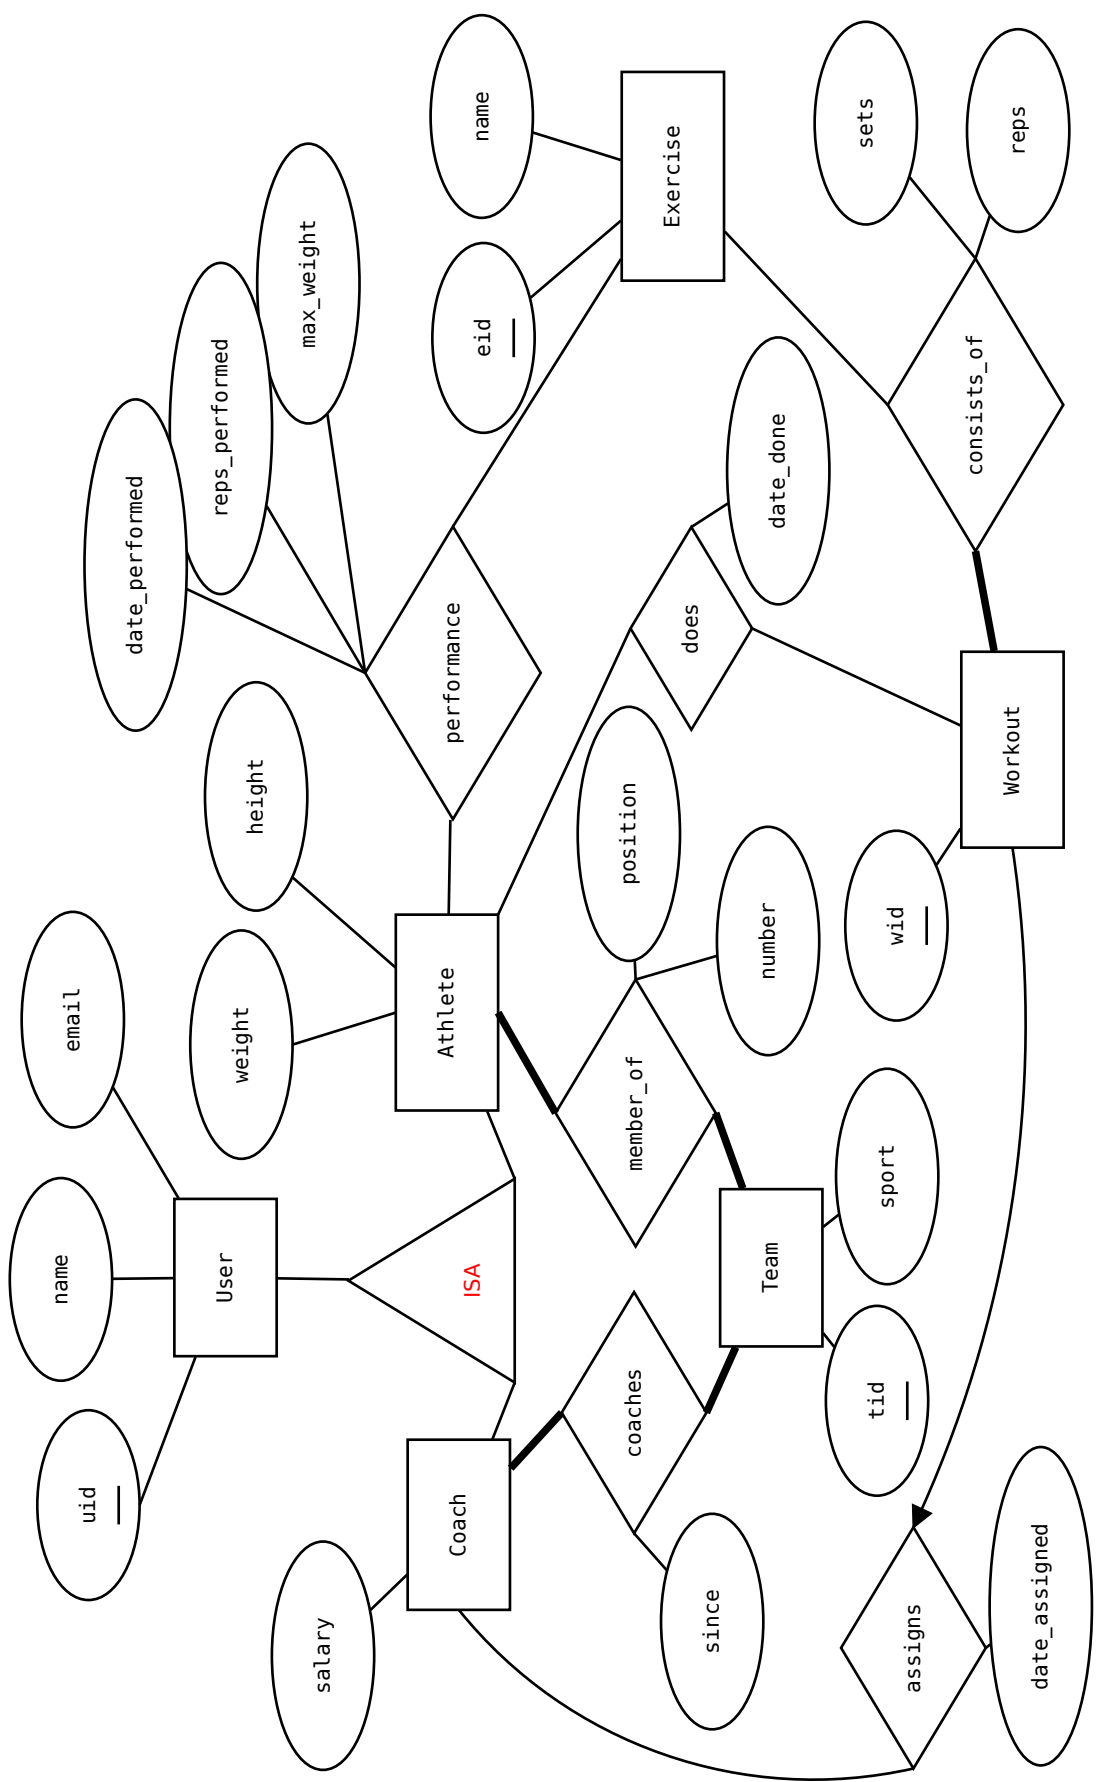 uid
name
email
User
salary
weight
height
date_performed
reps_performed
max_weight
Coach
ISA
Athlete
performance
eid
name
Exercise
since
coaches
member_of
position
number
does
date_done
Team
tid
sport
wid
Workout
consists_of
sets
reps
assigns
date_assigned